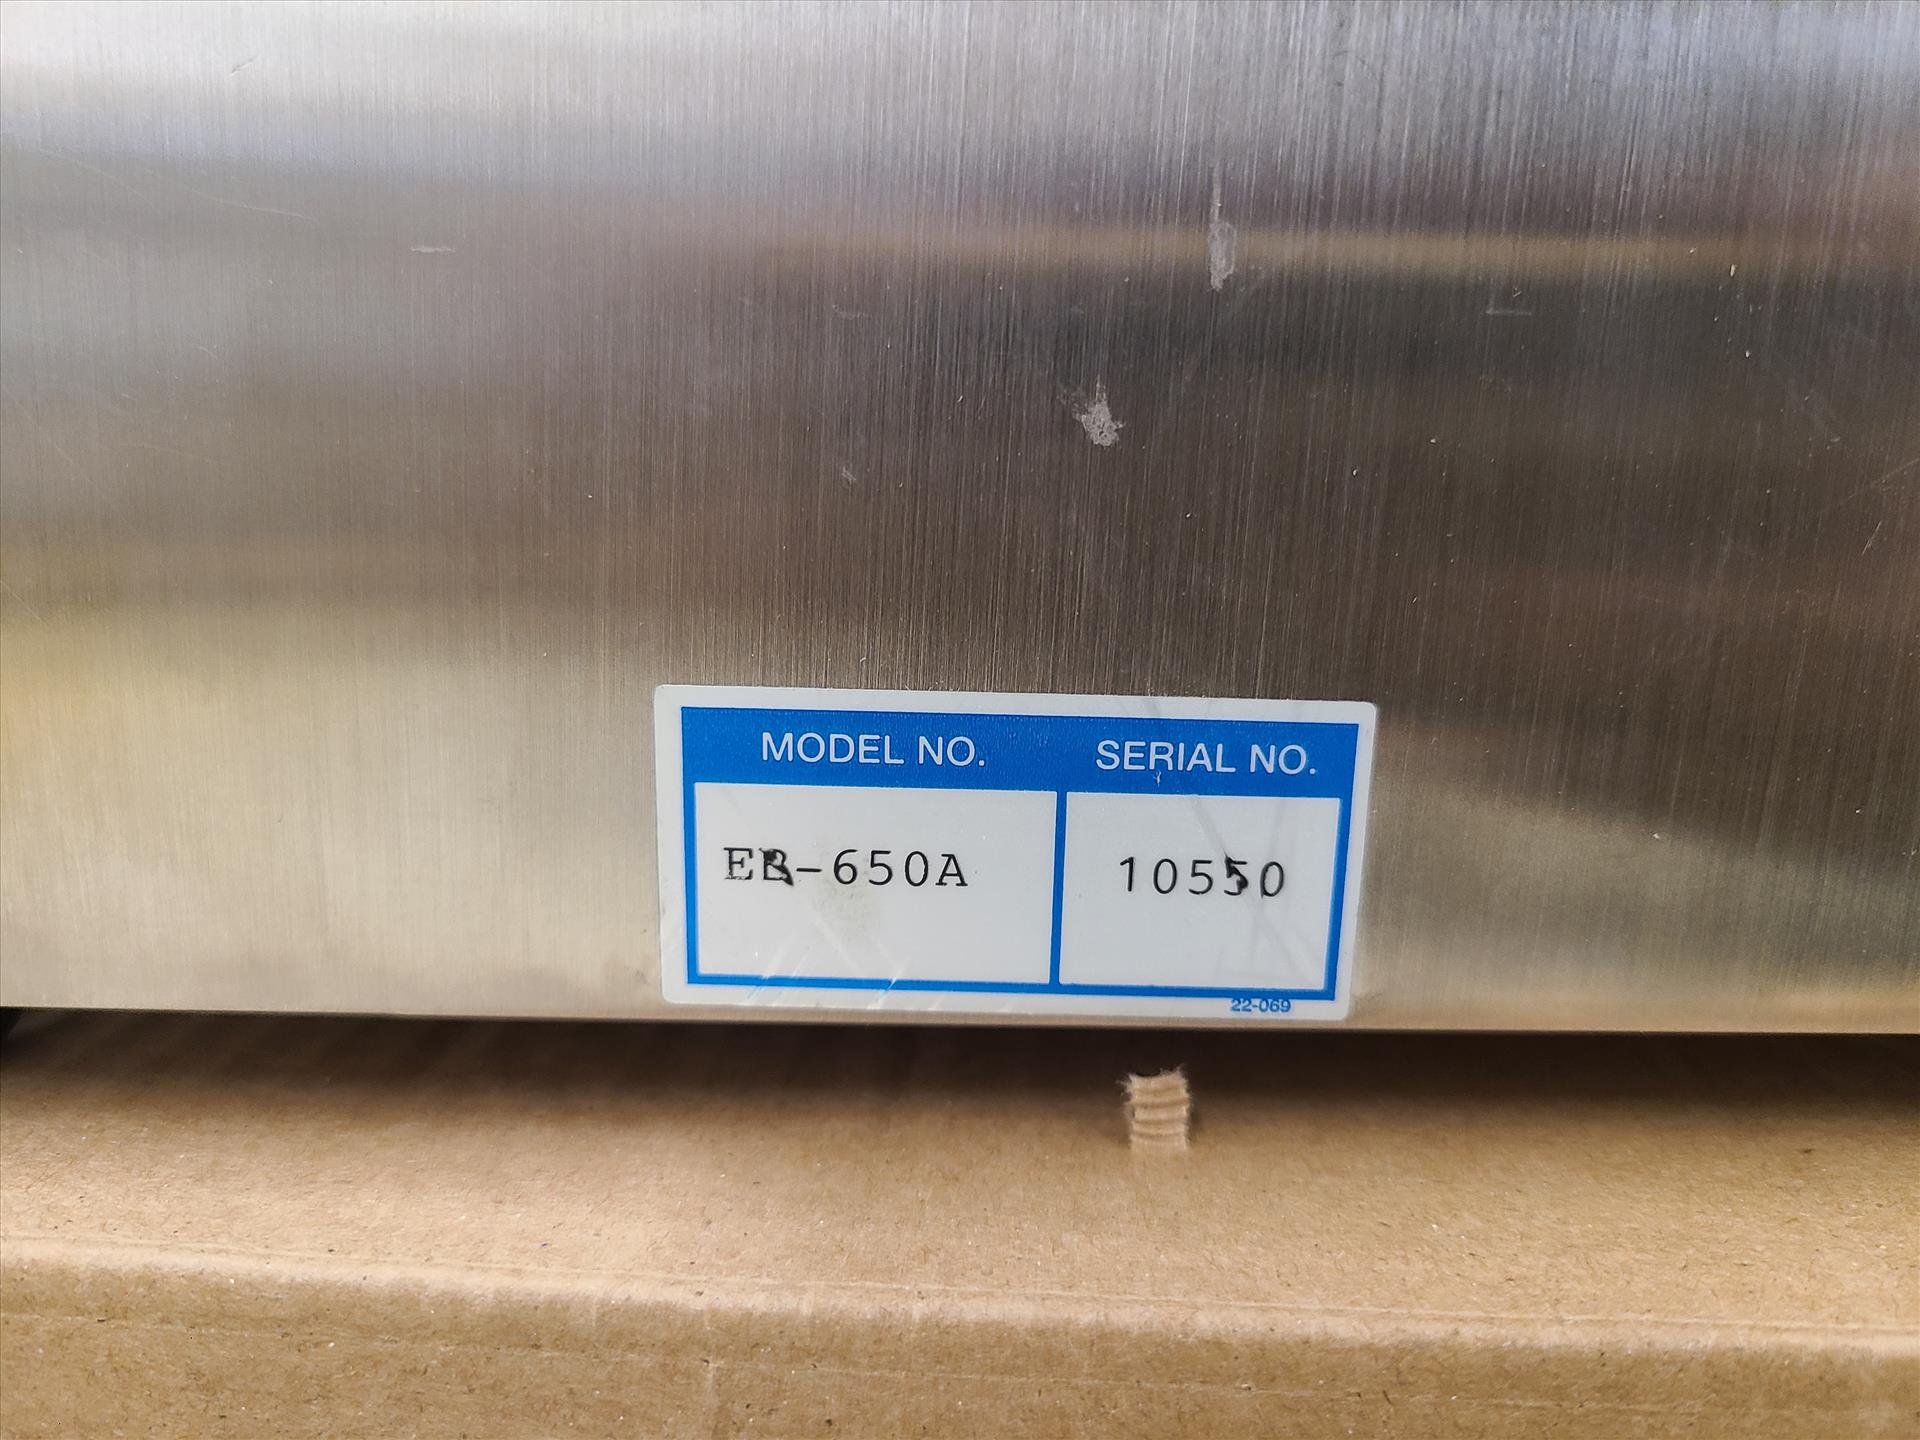 MODEL NO. SERIAL NO.
EB-650A 10550
22-069